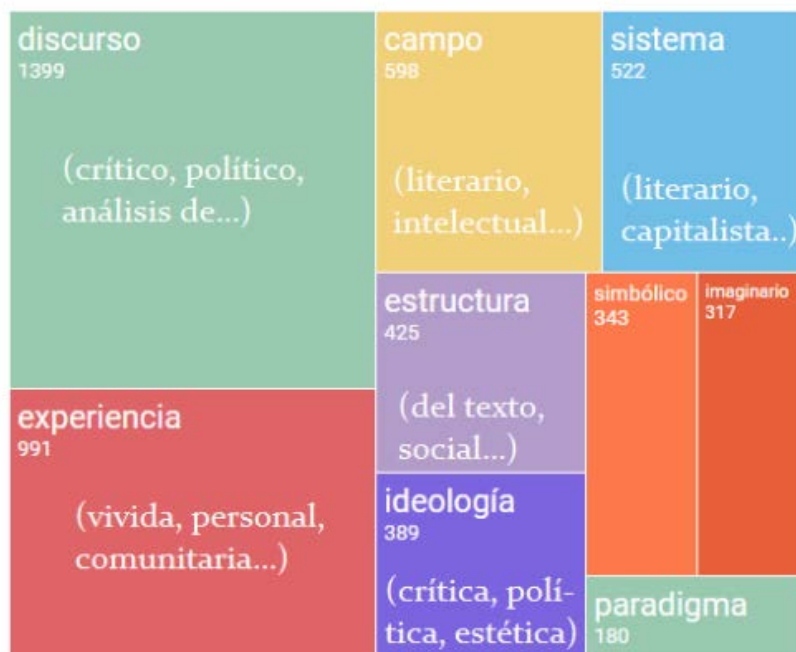 discurso
1399
(crítico, político,
análisis de...)
campo
598
(literario,
intelectual...)
sistema
522
(literario,
capitalista..)
experiencia
991
(vivida, personal,
comunitaria...)
estructura
425
(del texto,
social...)
simbólico
343
imaginario
317
ideología
389
(crítica, polí-
tica, estética)
paradigma
180